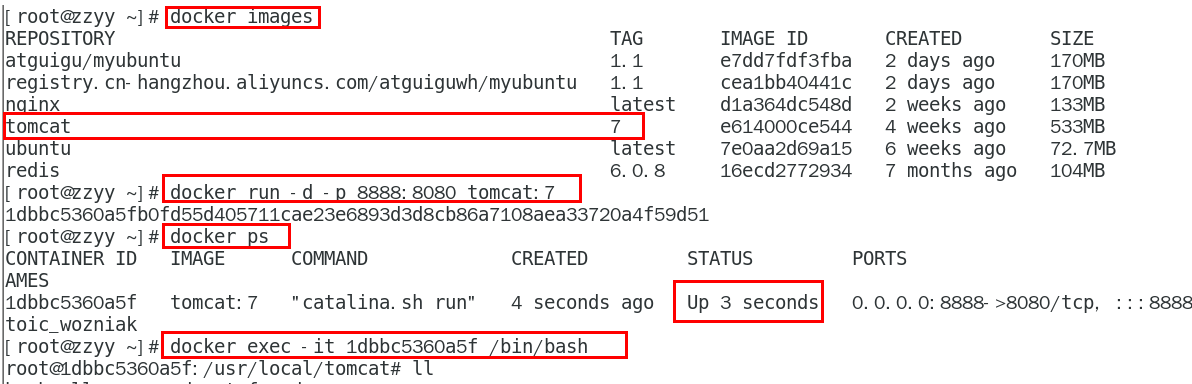 [root@zzyy ~]# docker images
REPOSITORY TAG IMAGE ID CREATED SIZE
atguigu/myubuntu 1.1 e7dd7fdf3fba 2 days ago 170MB
registry.cn-hangzhou.aliyuncs.com/atguiguwh/myubuntu 1.1 cea1bb40441c 2 days ago 170MB
nginx latest d1a364dc548d 2 weeks ago 133MB
tomcat 7 e614000ce544 4 weeks ago 533MB
ubuntu latest 7e0aa2d69a15 6 weeks ago 72.7MB
redis 6.0.8 16ecd2772934 7 months ago 104MB
[root@zzyy ~]# docker run -d -p 8888:8080 tomcat:7
1dbbc5360a5fb0fd55d405711cae23e6893d3d8cb86a7108aea33720a4f59d51
[root@zzyy ~]# docker ps
CONTAINER ID IMAGE COMMAND CREATED STATUS PORTS
AMES
1dbbc5360a5f tomcat:7 "catalina.sh run" 4 seconds ago Up 3 seconds 0.0.0.0:8888->8080/tcp, :::8888
toic_wozniak
[root@zzyy ~]# docker exec -it 1dbbc5360a5f /bin/bash
root@1dbbc5360a5f:/usr/local/tomcat# ll